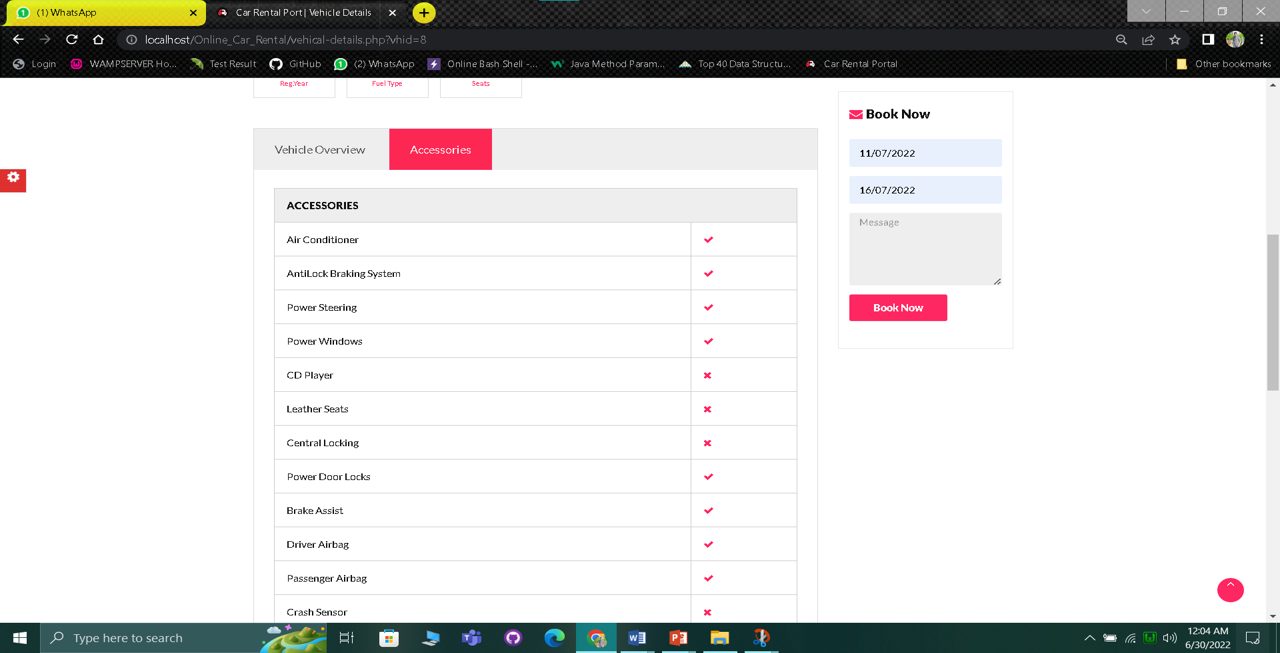 (1) WhatsApp
Car Rental Port | Vehicle Details
localhost/Online_Car_Rental/vehical-details.php?vhid=8
Login
WAMPSERVER Ho...
Test Result
GitHub
(2) WhatsApp
Online Bash Shell -...
Java Method Param...
Top 40 Data Structu...
Car Rental Portal
Other bookmarks
Reg.Year
Fuel Type
Seats
Vehicle Overview
Accessories
ACCESSORIES
Air Conditioner
AntiLock Braking System
Power Steering
Power Windows
CD Player
Leather Seats
Central Locking
Power Door Locks
Brake Assist
Driver Airbag
Passenger Airbag
Crash Sensor
Book Now
11/07/2022
16/07/2022
Message
Book Now
Type here to search
12:04 AM
6/30/2022